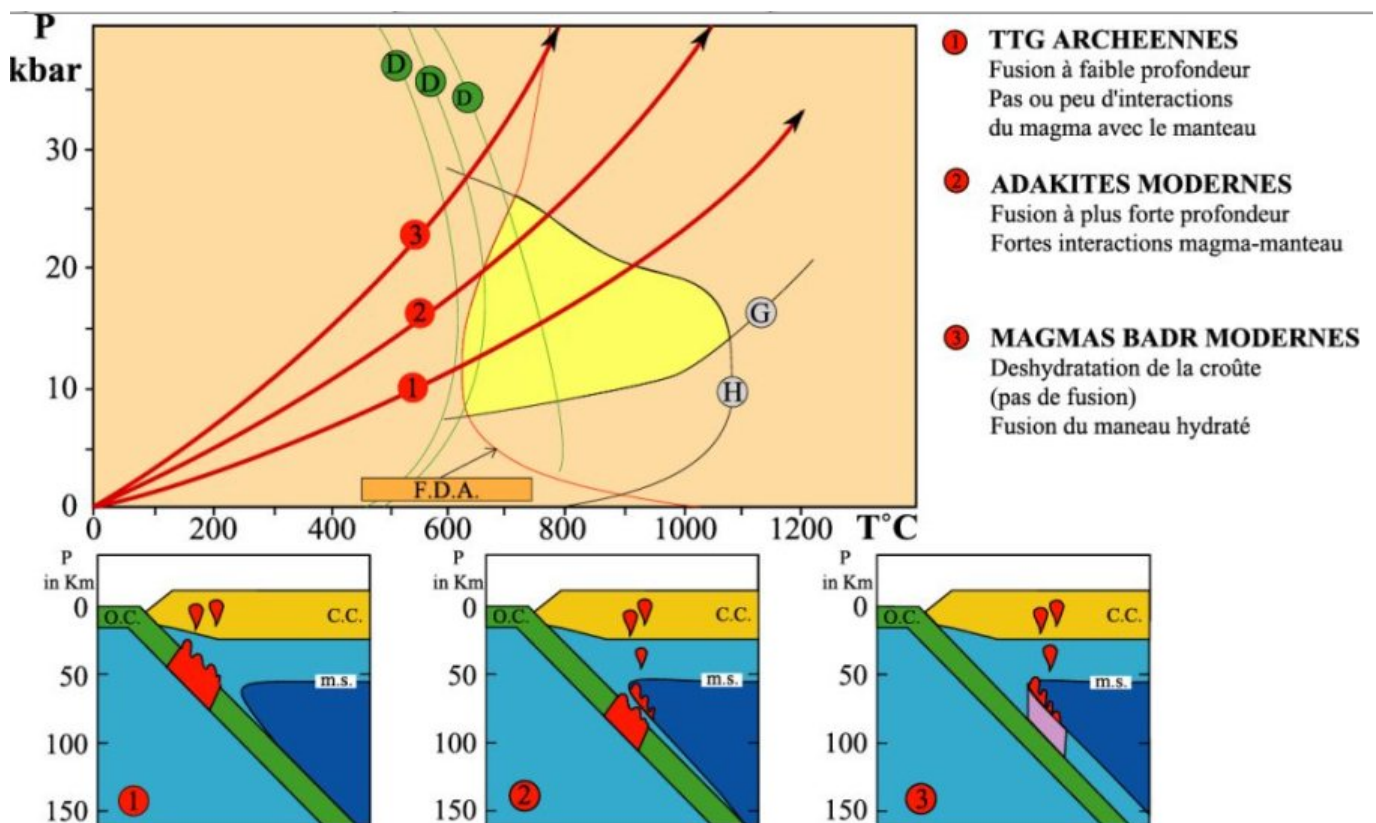 P
kbar
30
20
10
0
0 200 400 600 800 1000 1200 T°C
D D D
3
2
1
G
H
F.D.A.
1 TTG ARCHEENNES
Fusion à faible profondeur
Pas ou peu d'interactions
du magma avec le manteau
2 ADAKITES MODERNES
Fusion à plus forte profondeur
Fortes interactions magma-manteau
3 MAGMAS BADR MODERNES
Deshydratation de la croûte
(pas de fusion)
Fusion du maneau hydraté
P
in Km
0
50
100
150
O.C.
C.C.
m.s.
1
P
in Km
0
50
100
150
O.C.
C.C.
m.s.
2
P
in Km
0
50
100
150
O.C.
C.C.
m.s.
3